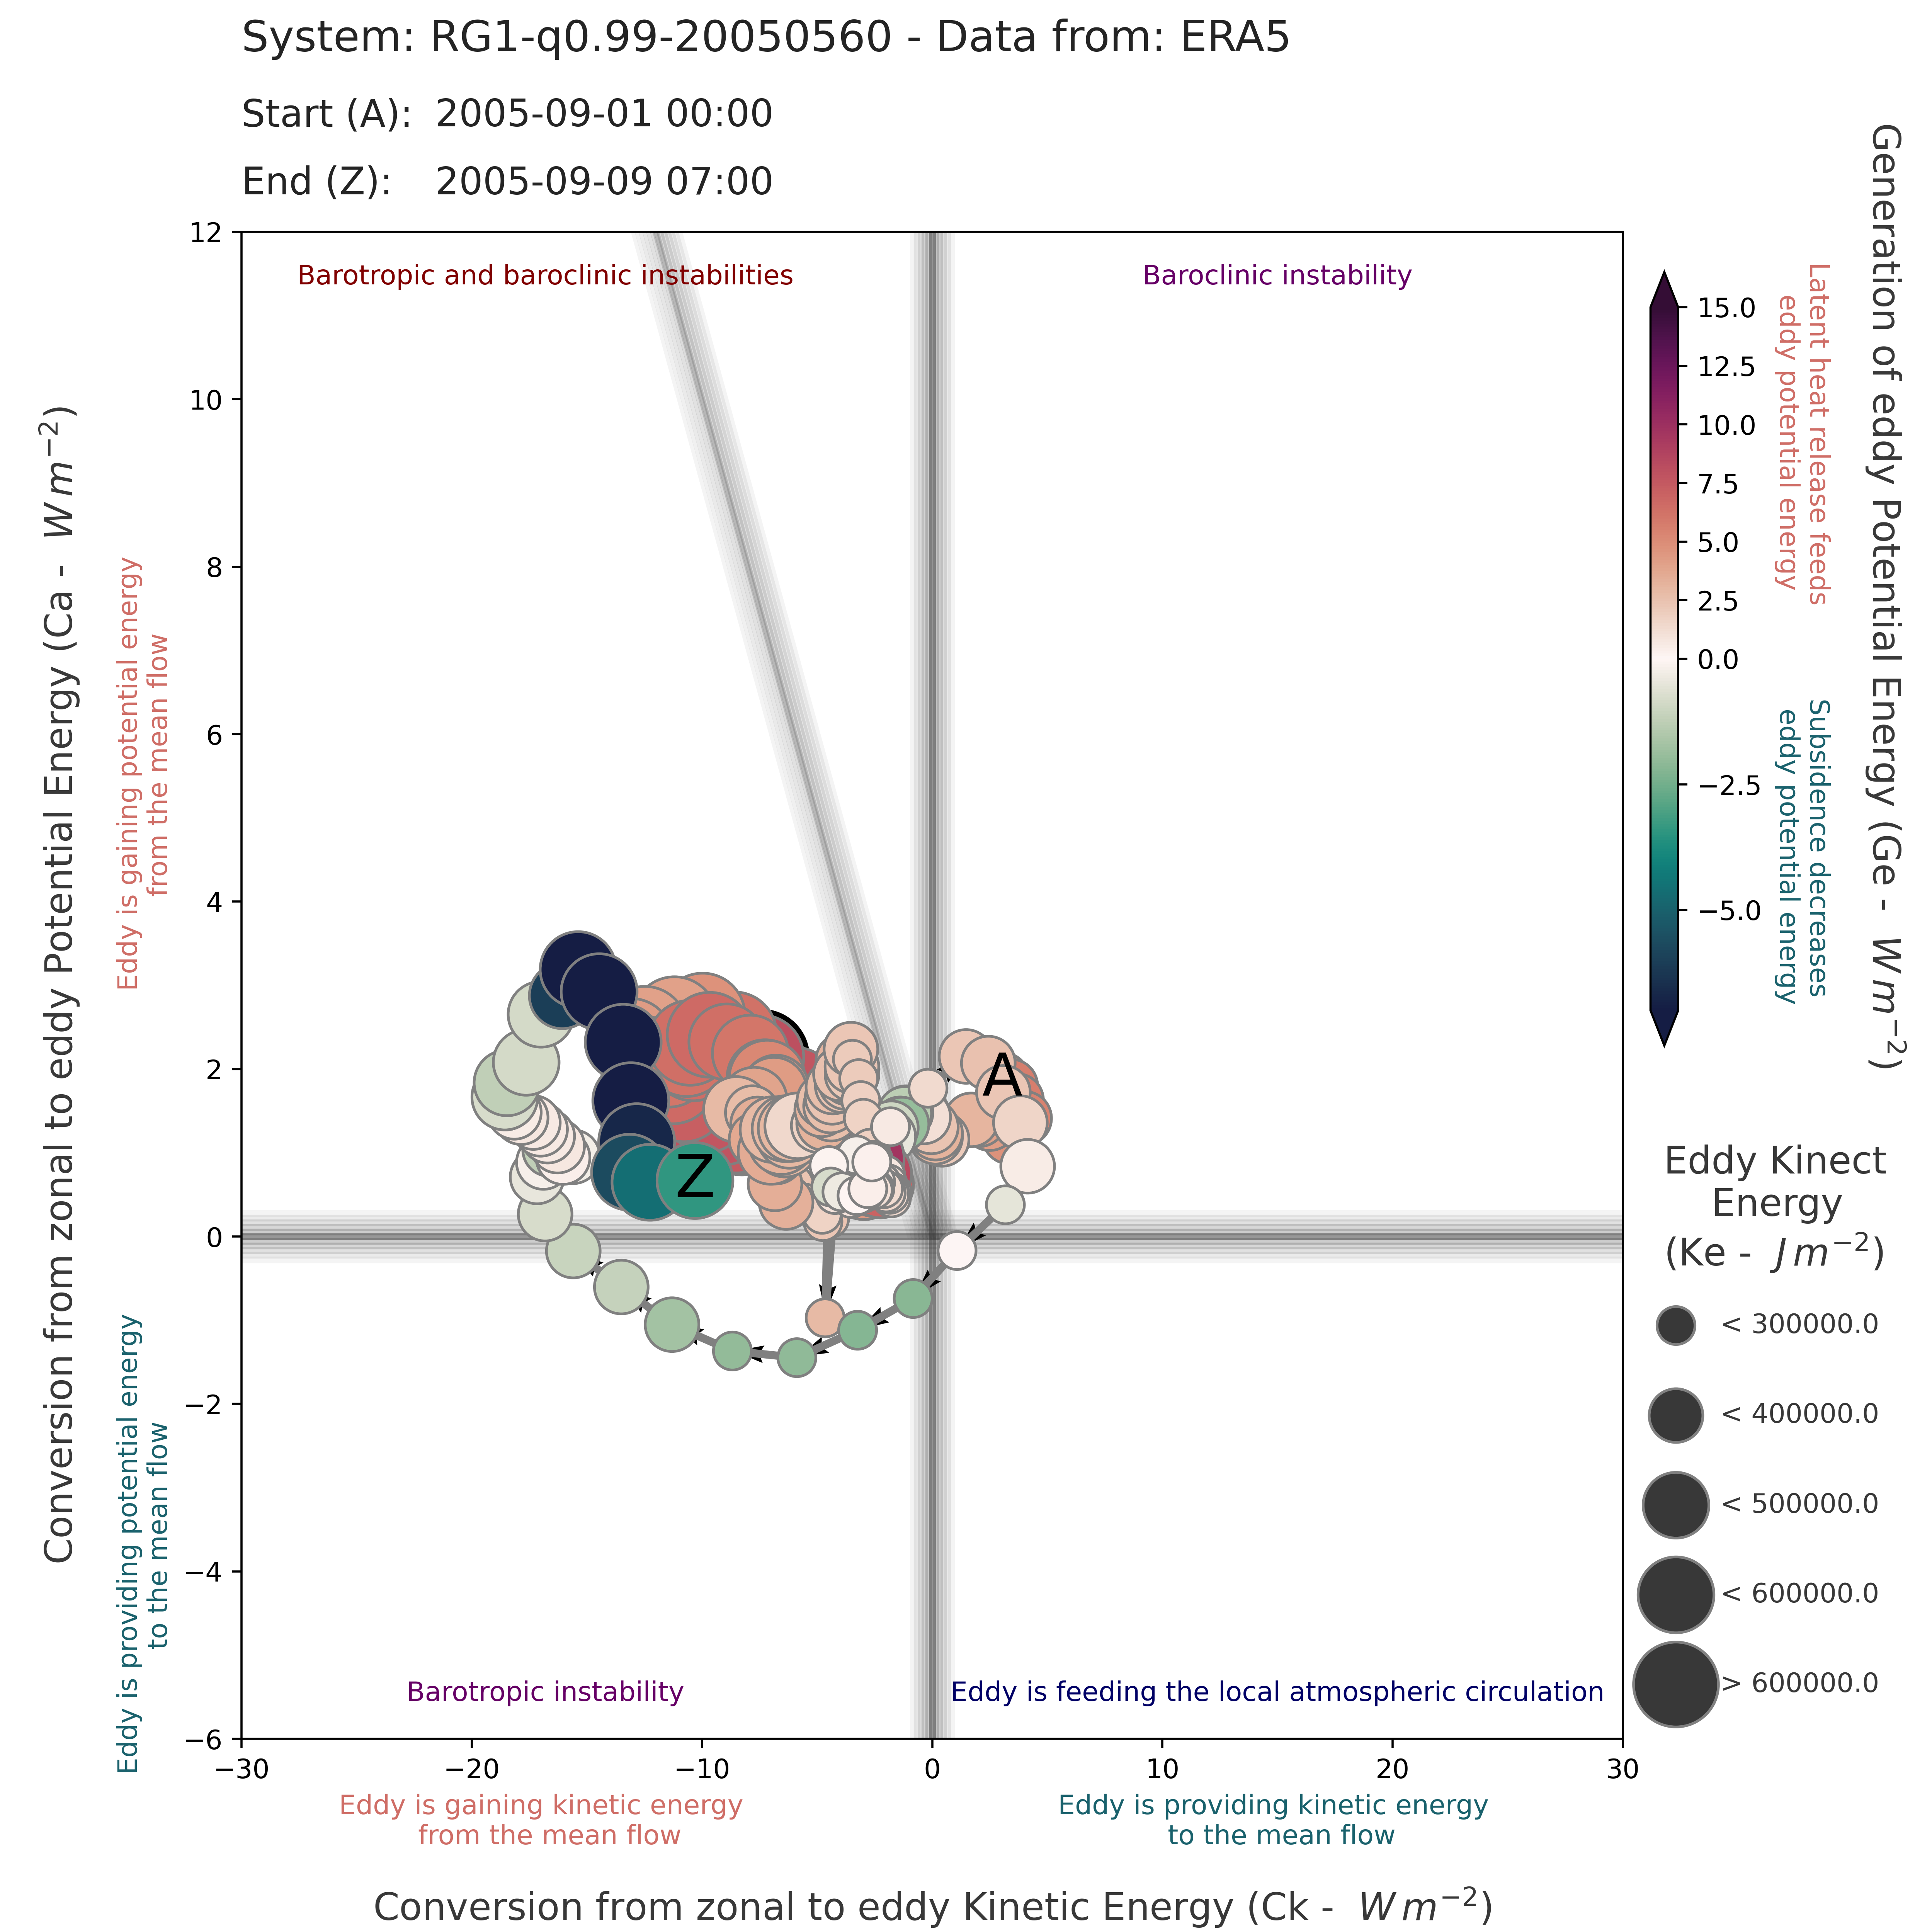 System: RG1-q0.99-20050560 - Data from: ERA5
Start (A): 2005-09-01 00:00
End (Z): 2005-09-09 07:00
Barotropic and baroclinic instabilities
Baroclinic instability
Barotropic instability
Eddy is feeding the local atmospheric circulation
A
Z
12
10
8
6
4
2
0
−2
−4
−6
−30
−20
−10
0
10
20
30
Conversion from zonal to eddy Potential Energy (Ca - W m⁻²)
Eddy is gaining potential energy
from the mean flow
Eddy is providing potential energy
to the mean flow
Eddy is gaining kinetic energy
from the mean flow
Eddy is providing kinetic energy
to the mean flow
Conversion from zonal to eddy Kinetic Energy (Ck - W m⁻²)
15.0
12.5
10.0
7.5
5.0
2.5
0.0
−2.5
−5.0
Latent heat release feeds
eddy potential energy
Subsidence decreases
eddy potential energy
Generation of eddy Potential Energy (Ge - W m⁻²)
Eddy Kinect
Energy
(Ke - J m⁻²)
< 300000.0
< 400000.0
< 500000.0
< 600000.0
> 600000.0